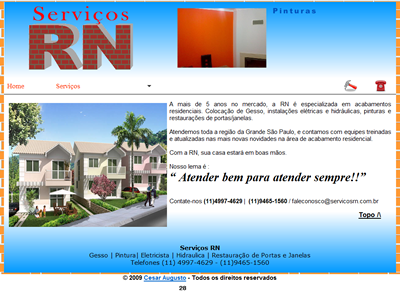 Serviços
RN
Pinturas
Home
Serviços
A mais de 5 anos no mercado, a RN é especializada em acabamentos
residenciais. Colocação de Gesso, instalações elétricas e hidráulicas, pinturas e
restaurações de portas/janelas.
Atendemos toda a região da Grande São Paulo, e contamos com equipes treinadas
e atualizadas nas mais novas novidades na área de acabamento residencial.
Com a RN, sua casa estará em boas mãos.
Nosso lema é :
“ Atender bem para atender sempre!!”
Contate-nos (11)4997-4629 | (11)9465-1560 / faleconosco@servicosrn.com.br
Topo /\
Serviços RN
Gesso | Pintura| Eletricista | Hidraulica | Restauração de Portas e Janelas
Telefones (11) 4997-4629 - (11)9465-1560
© 2009 Cesar Augusto - Todos os direitos reservados
28